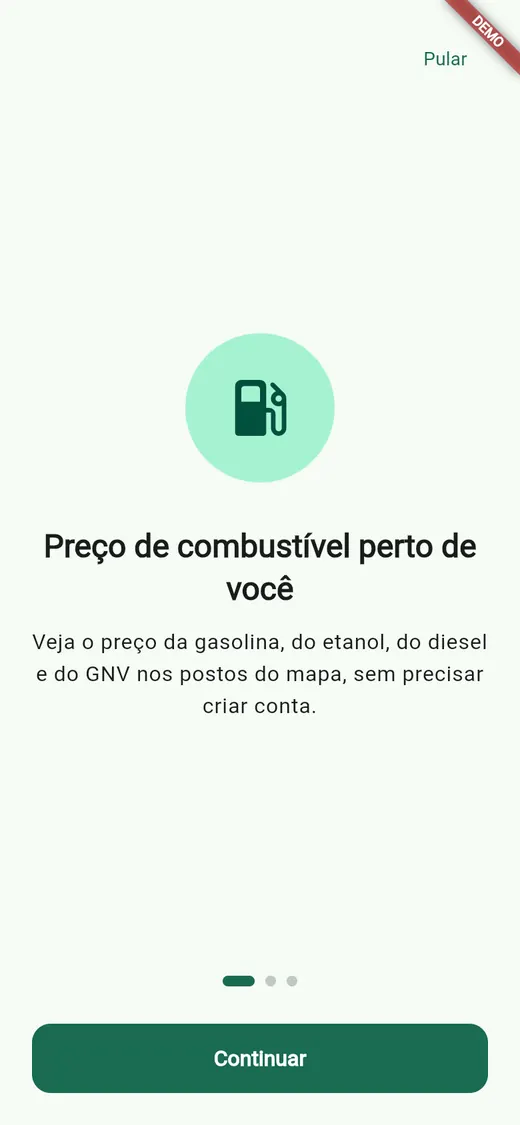 DEMO
Pular
Preço de combustível perto de
você
Veja o preço da gasolina, do etanol, do diesel
e do GNV nos postos do mapa, sem precisar
criar conta.
Continuar